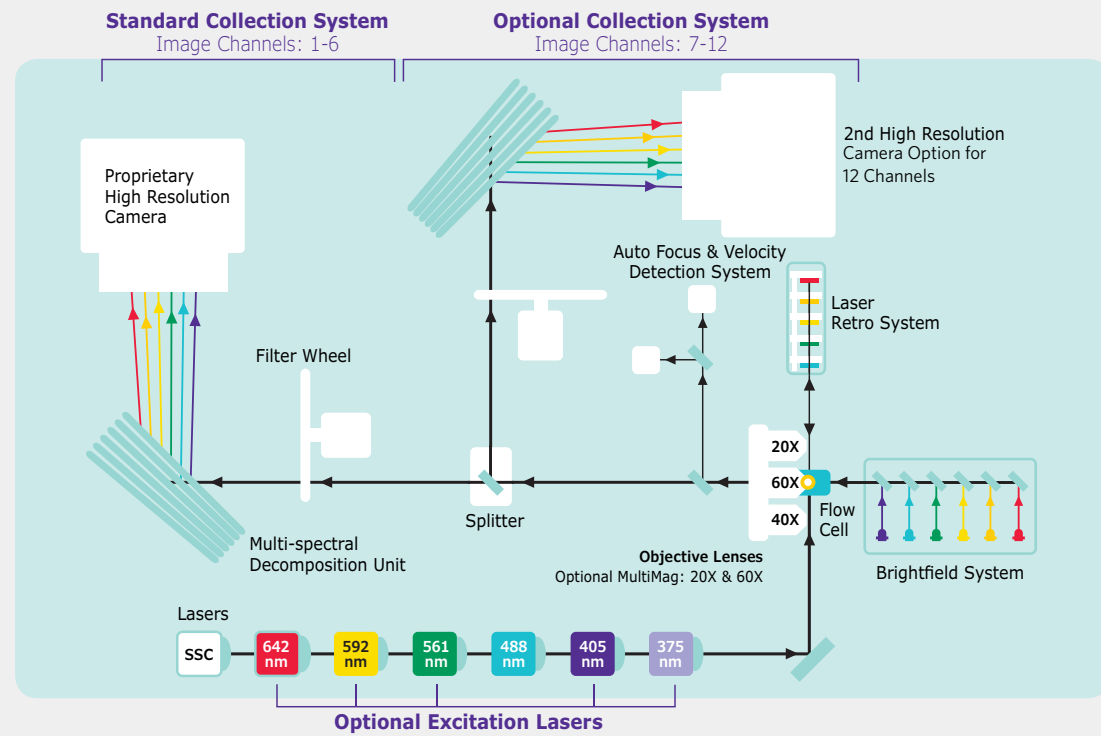 Standard Collection System
Image Channels: 1-6
Optional Collection System
Image Channels: 7-12
Proprietary
High Resolution
Camera
2nd High Resolution
Camera Option for
12 Channels
Auto Focus & Velocity
Detection System
Laser
Retro System
Filter Wheel
20X
60X
40X
Flow
Cell
Splitter
Multi-spectral
Decomposition Unit
Objective Lenses
Optional MultiMag: 20X & 60X
Brightfield System
Lasers
SSC
642
nm
592
nm
561
nm
488
nm
405
nm
375
nm
Optional Excitation Lasers